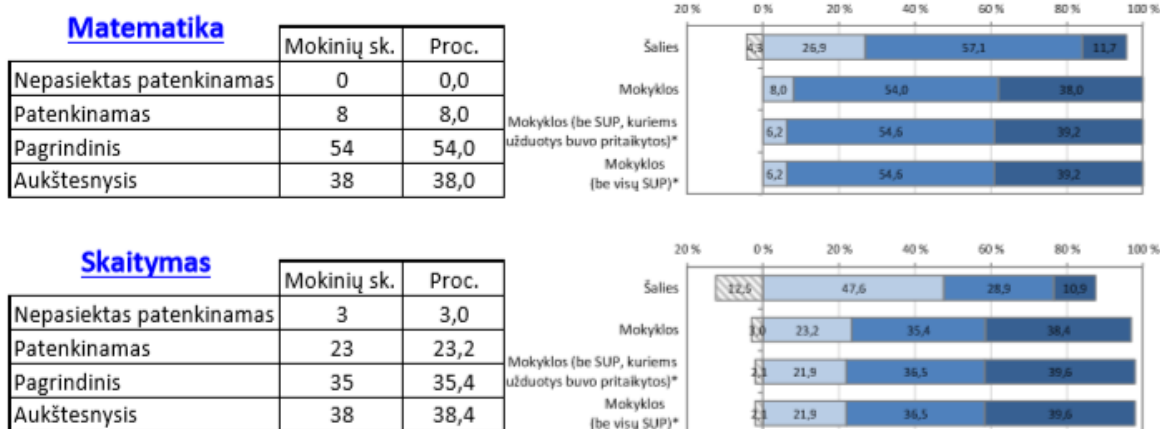 Matematika
Mokinių sk. Proc.
Nepasiektas patenkinamas 0 0,0
Patenkinamas 8 8,0
Pagrindinis 54 54,0
Aukštesnysis 38 38,0
20 % 0 % 20 % 40 % 60 % 80 % 100 %
Šalies 4,3 26,9 57,1 11,7
Mokyklos 8,0 54,0 38,0
Mokyklos (be SUP, kuriems
užduotys buvo pritaikytos)* 6,2 54,6 39,2
Mokyklos
(be visų SUP)* 6,2 54,6 39,2
Skaitymas
Mokinių sk. Proc.
Nepasiektas patenkinamas 3 3,0
Patenkinamas 23 23,2
Pagrindinis 35 35,4
Aukštesnysis 38 38,4
20 % 0 % 20 % 40 % 60 % 80 % 100 %
Šalies 12,5 47,6 28,9 10,9
Mokyklos 3,0 23,2 35,4 38,4
Mokyklos (be SUP, kuriems
užduotys buvo pritaikytos)* 2,1 21,9 36,5 39,6
Mokyklos
(be visų SUP)* 2,1 21,9 36,5 39,6